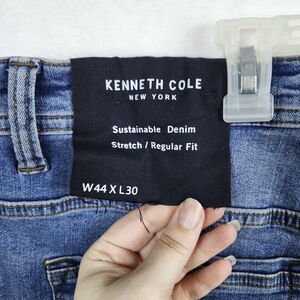 KENNETH COLE
NEW YORK
Sustainable Denim
Stretch / Regular Fit
W44 X L30